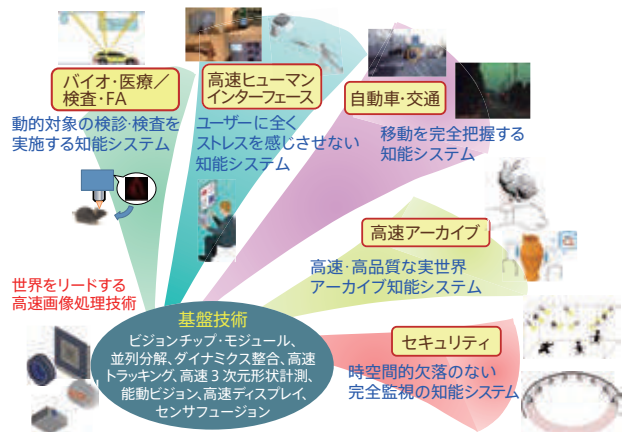 バイオ・医療／
検査・FA
動的対象の検診・検査を
実施する知能システム
高速ヒューマン
インターフェース
ユーザーに全く
ストレスを感じさせない
知能システム
自動車・交通
移動を完全把握する
知能システム
高速アーカイブ
高速・高品質な実世界
アーカイブ知能システム
セキュリティ
時空間的欠落のない
完全監視の知能システム
世界をリードする
高速画像処理技術
基盤技術
ビジョンチップ・モジュール、
並列分解、ダイナミクス整合、高速
トラッキング、高速３次元形状計測、
能動ビジョン、高速ディスプレイ、
センサフュージョン